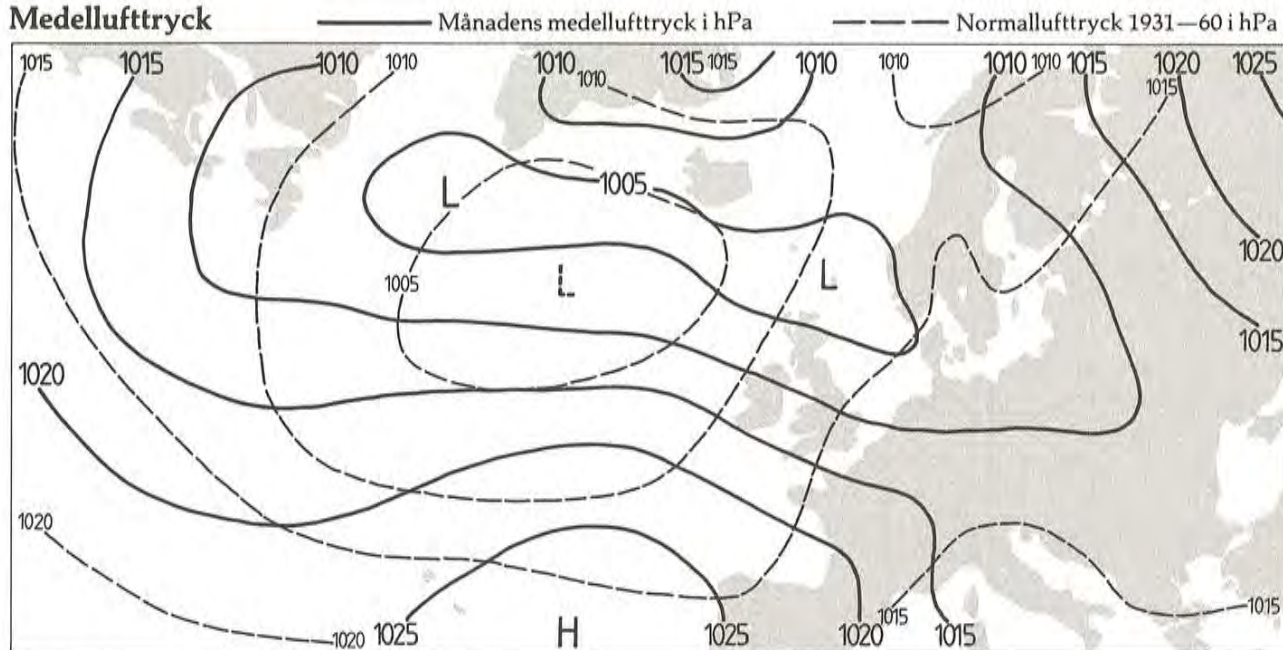 Medellufttryck Månadens medellufttryck i hPa Normallufttryck 1931—60 i hPa
1015 1015 1010 1010 1010 1010 1015 1015 1010 1010 1010 1010 1015 1020 1025
1015
L 1005
1020
1005 L L
1015
1020
1020
1015 1015
1020 1025 H 1025 1020 1015